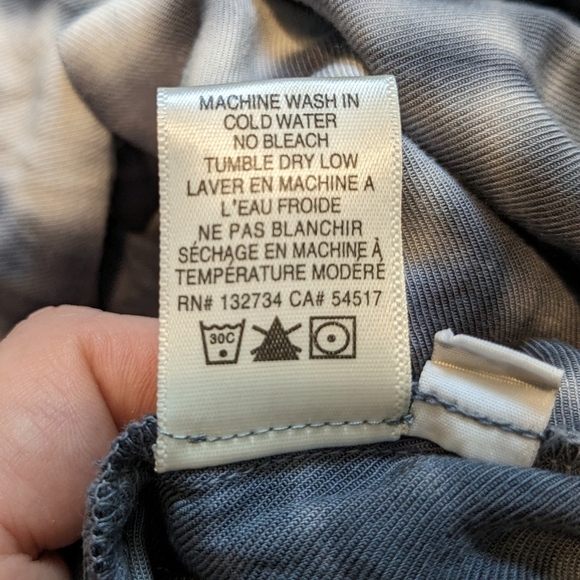 MACHINE WASH IN
COLD WATER
NO BLEACH
TUMBLE DRY LOW
LAVER EN MACHINE A
L'EAU FROIDE
NE PAS BLANCHIR
SÉCHAGE EN MACHINE À
TEMPÉRATURE MODÉRÉ
RN# 132734 CA# 54517
30C